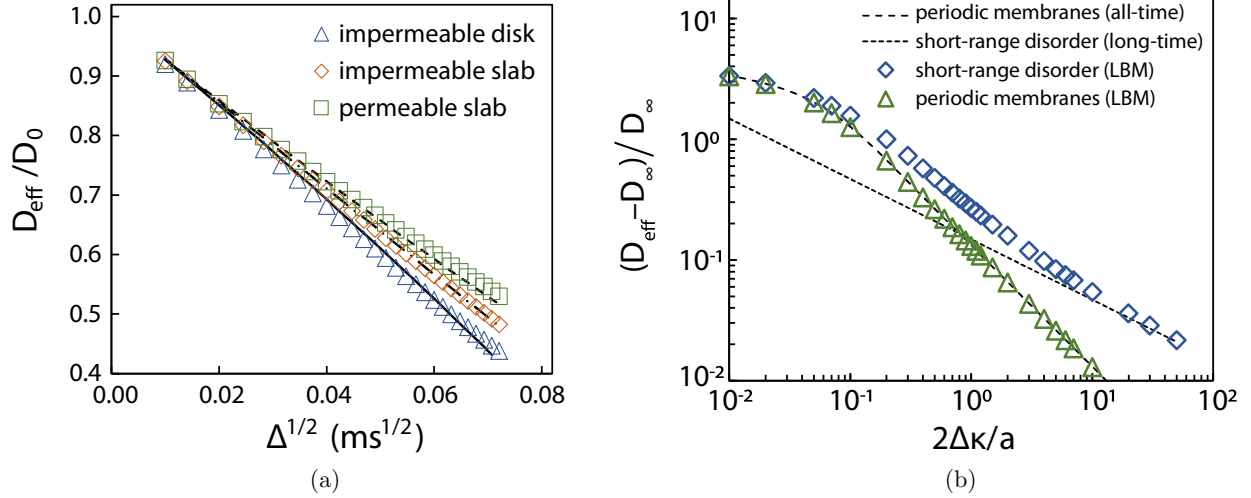 1.0
0.9
0.8
0.7
0.6
0.5
0.4
0.00
0.02
0.04
0.06
0.08
D_eff/D_0
Δ^1/2 (ms^1/2)
impermeable disk
impermeable slab
permeable slab
(a)
10^1
10^0
10^-1
10^-2
10^-2
10^-1
10^0
10^1
10^2
(D_eff−D_∞)/ D_∞
2Δκ/a
periodic membranes (all-time)
short-range disorder (long-time)
short-range disorder (LBM)
periodic membranes (LBM)
(b)